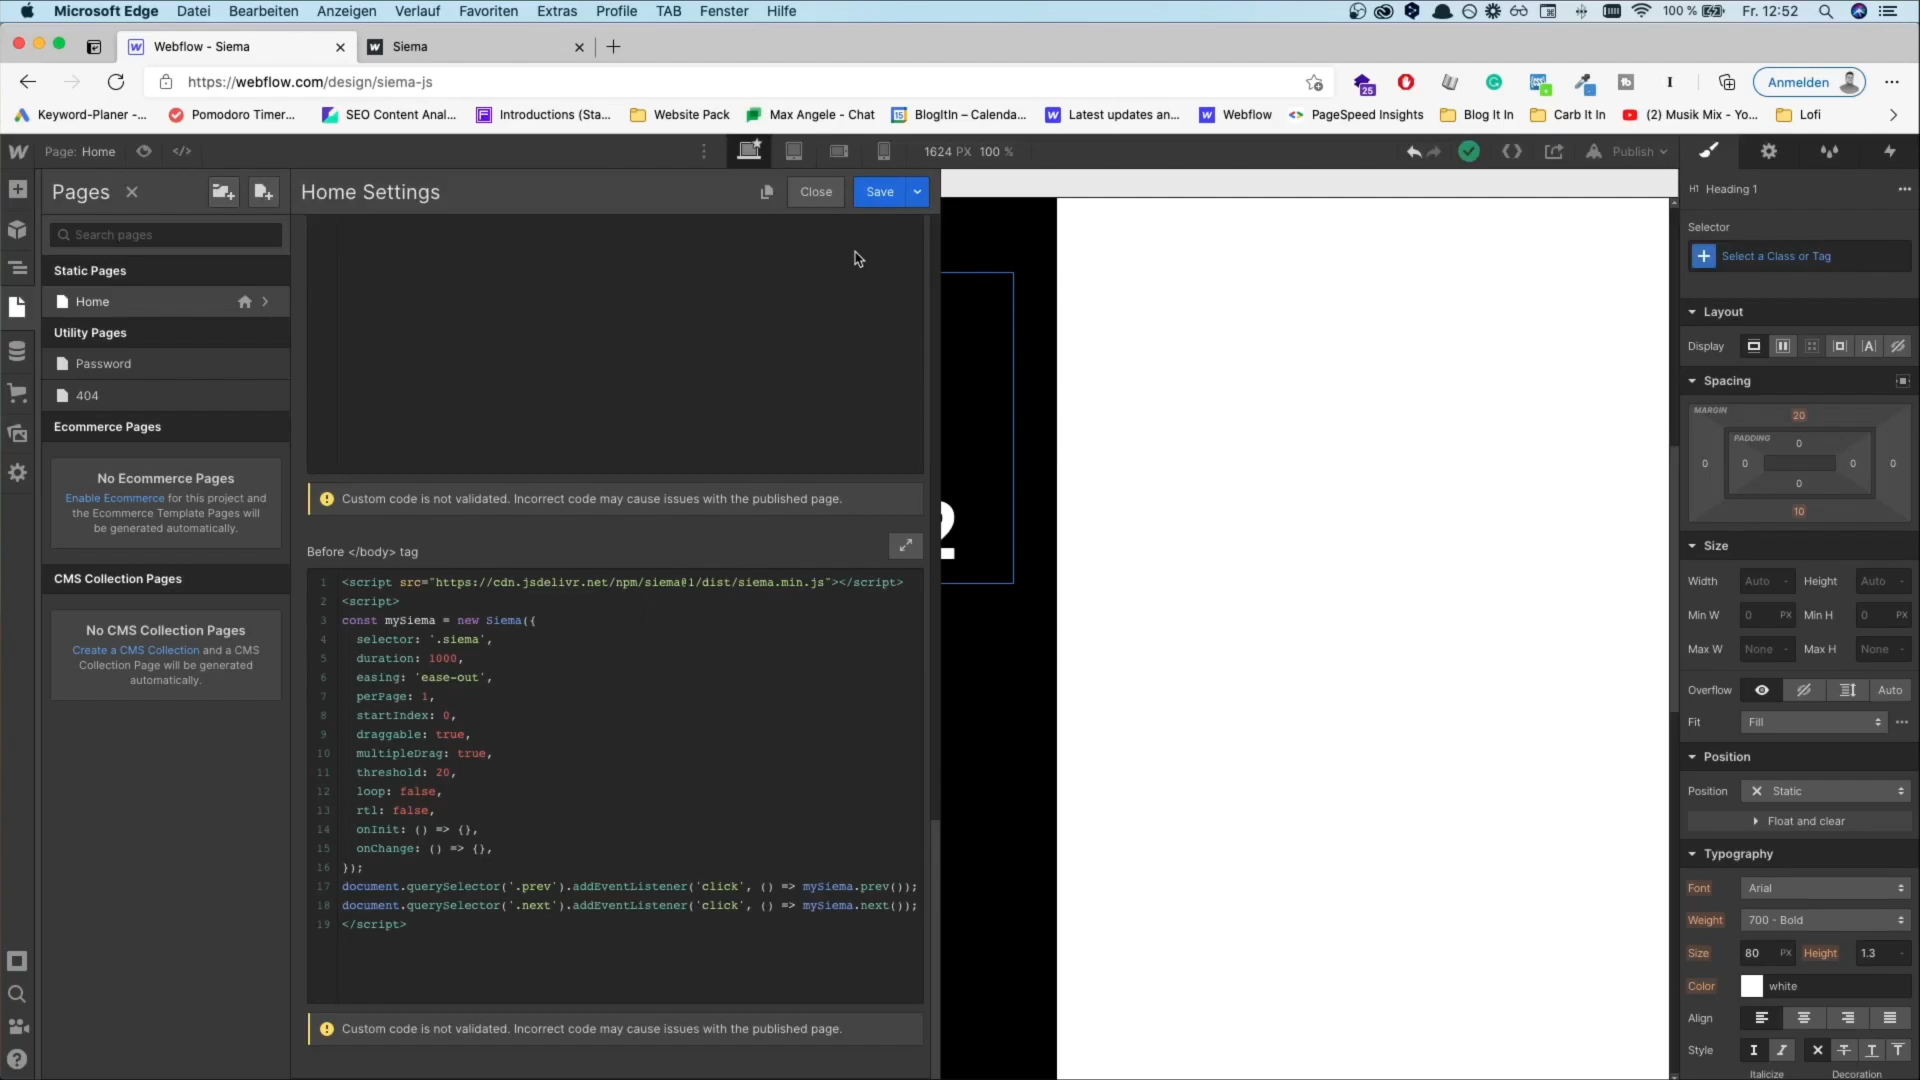 Microsoft Edge Datei Bearbeiten Anzeigen Verlauf Favoriten Extras Profile TAB Fenster Hilfe 100 % Fr. 12:52
Webflow - Siema
Siema
https://webflow.com/design/siema-js
25
Anmelden
Keyword-Planer -...
Pomodoro Timer...
SEO Content Anal...
Introductions (Sta...
Website Pack
Max Angele - Chat
BlogItIn – Calenda...
Latest updates an...
Webflow
PageSpeed Insights
Blog It In
Carb It In
(2) Musik Mix - Yo...
Lofi
Page: Home
1624 PX 100 %
Publish
Pages
Search pages
Static Pages
Home
Utility Pages
Password
404
Ecommerce Pages
No Ecommerce Pages
Enable Ecommerce for this project and
the Ecommerce Template Pages will
be generated automatically.
CMS Collection Pages
No CMS Collection Pages
Create a CMS Collection and a CMS
Collection Page will be generated
automatically.
Home Settings
Close
Save
Custom code is not validated. Incorrect code may cause issues with the published page.
Before </body> tag
1 <script src="https://cdn.jsdelivr.net/npm/siema@1/dist/siema.min.js"></script>
2 <script>
3 const mySiema = new Siema({
4 selector: '.siema',
5 duration: 1000,
6 easing: 'ease-out',
7 perPage: 1,
8 startIndex: 0,
9 draggable: true,
10 multipleDrag: true,
11 threshold: 20,
12 loop: false,
13 rtl: false,
14 onInit: () => {},
15 onChange: () => {},
16 });
17 document.querySelector('.prev').addEventListener('click', () => mySiema.prev());
18 document.querySelector('.next').addEventListener('click', () => mySiema.next());
19 </script>
Custom code is not validated. Incorrect code may cause issues with the published page.
2
H1 Heading 1
Selector
Select a Class or Tag
Layout
Display
Spacing
MARGIN
20
PADDING
0
0 0 0 0
0
10
Size
Width Auto - Height Auto -
Min W 0 PX Min H 0 PX
Max W None - Max H None -
Overflow Auto
Fit Fill
Position
Position Static
Float and clear
Typography
Font Arial
Weight 700 - Bold
Size 80 PX Height 1.3 -
Color white
Align
Style
Italicize Decoration